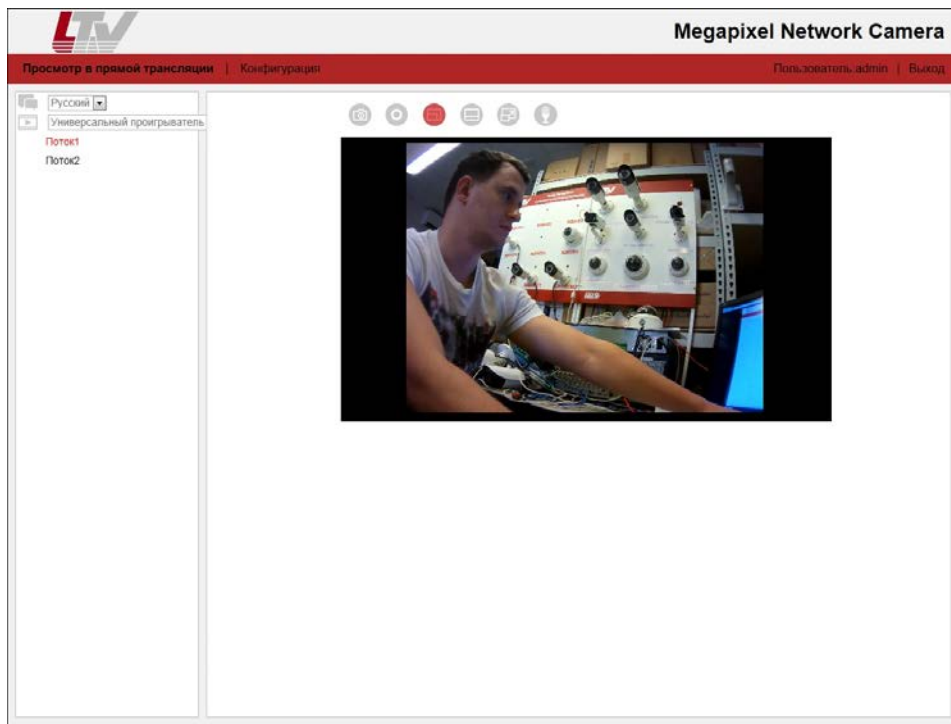 LTV
Megapixel Network Camera
Просмотр в прямой трансляции | Конфигурация
Пользователь:admin | Выход
Русский
Универсальный проигрыватель
Поток1
Поток2